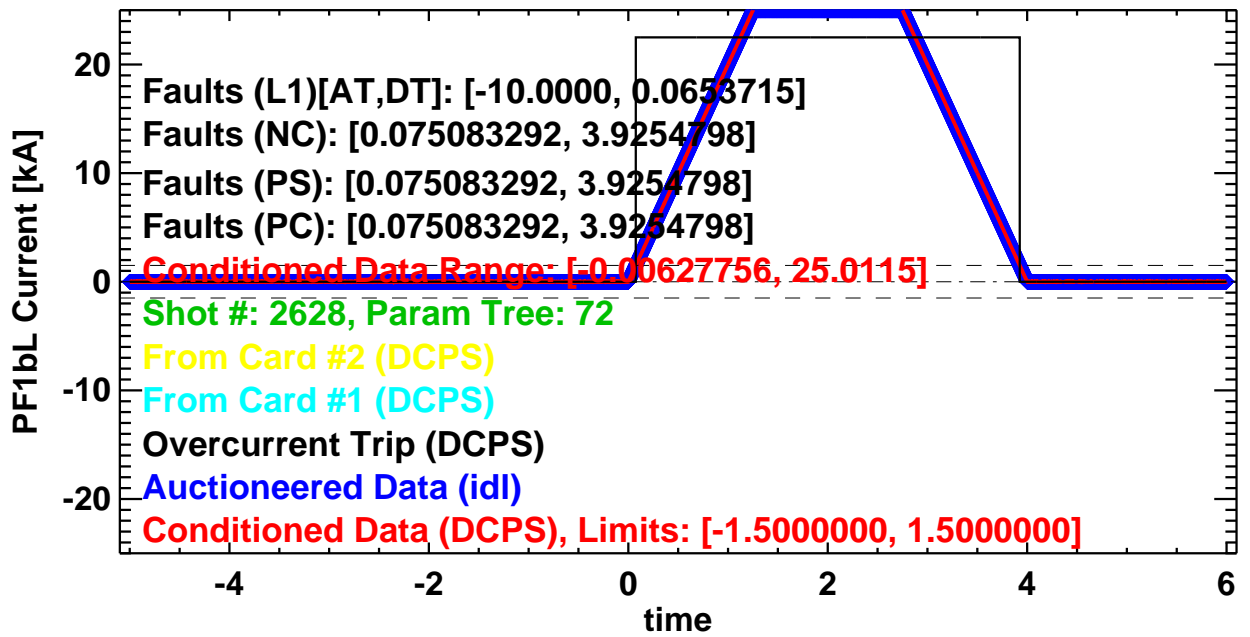 20
10
0
-10
-20
PF1bL Current [kA]
Faults (L1)[AT,DT]: [-10.0000, 0.0653715]
Faults (NC): [0.075083292, 3.9254798]
Faults (PS): [0.075083292, 3.9254798]
Faults (PC): [0.075083292, 3.9254798]
Conditioned Data Range: [-0.00627756, 25.0115]
Shot #: 2628, Param Tree: 72
From Card #2 (DCPS)
From Card #1 (DCPS)
Overcurrent Trip (DCPS)
Auctioneered Data (idl)
Conditioned Data (DCPS), Limits: [-1.5000000, 1.5000000]
-4 -2 0 2 4 6
time